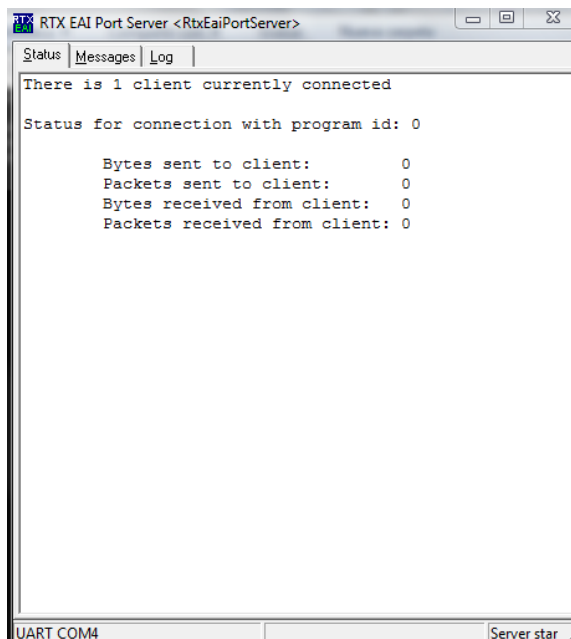 RTX EAI RTX EAI Port Server <RtxEaiPortServer>
Status Messages Log
There is 1 client currently connected
Status for connection with program id: 0
Bytes sent to client: 0
Packets sent to client: 0
Bytes received from client: 0
Packets received from client: 0
UART COM4 Server star